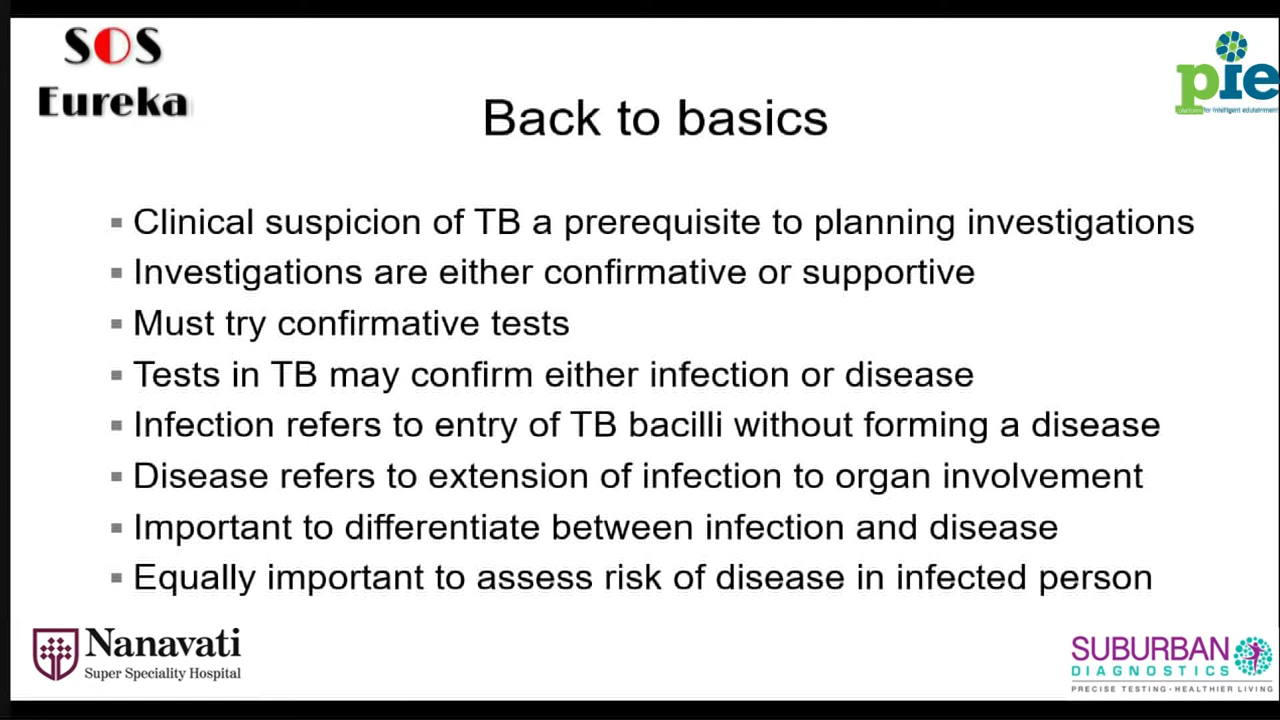 SOS
Eureka
pie
platform for intelligent edutainment
Back to basics
Clinical suspicion of TB a prerequisite to planning investigations
Investigations are either confirmative or supportive
Must try confirmative tests
Tests in TB may confirm either infection or disease
Infection refers to entry of TB bacilli without forming a disease
Disease refers to extension of infection to organ involvement
Important to differentiate between infection and disease
Equally important to assess risk of disease in infected person
Nanavati
Super Speciality Hospital
SUBURBAN
DIAGNOSTICS
PRECISE TESTING • HEALTHIER LIVING